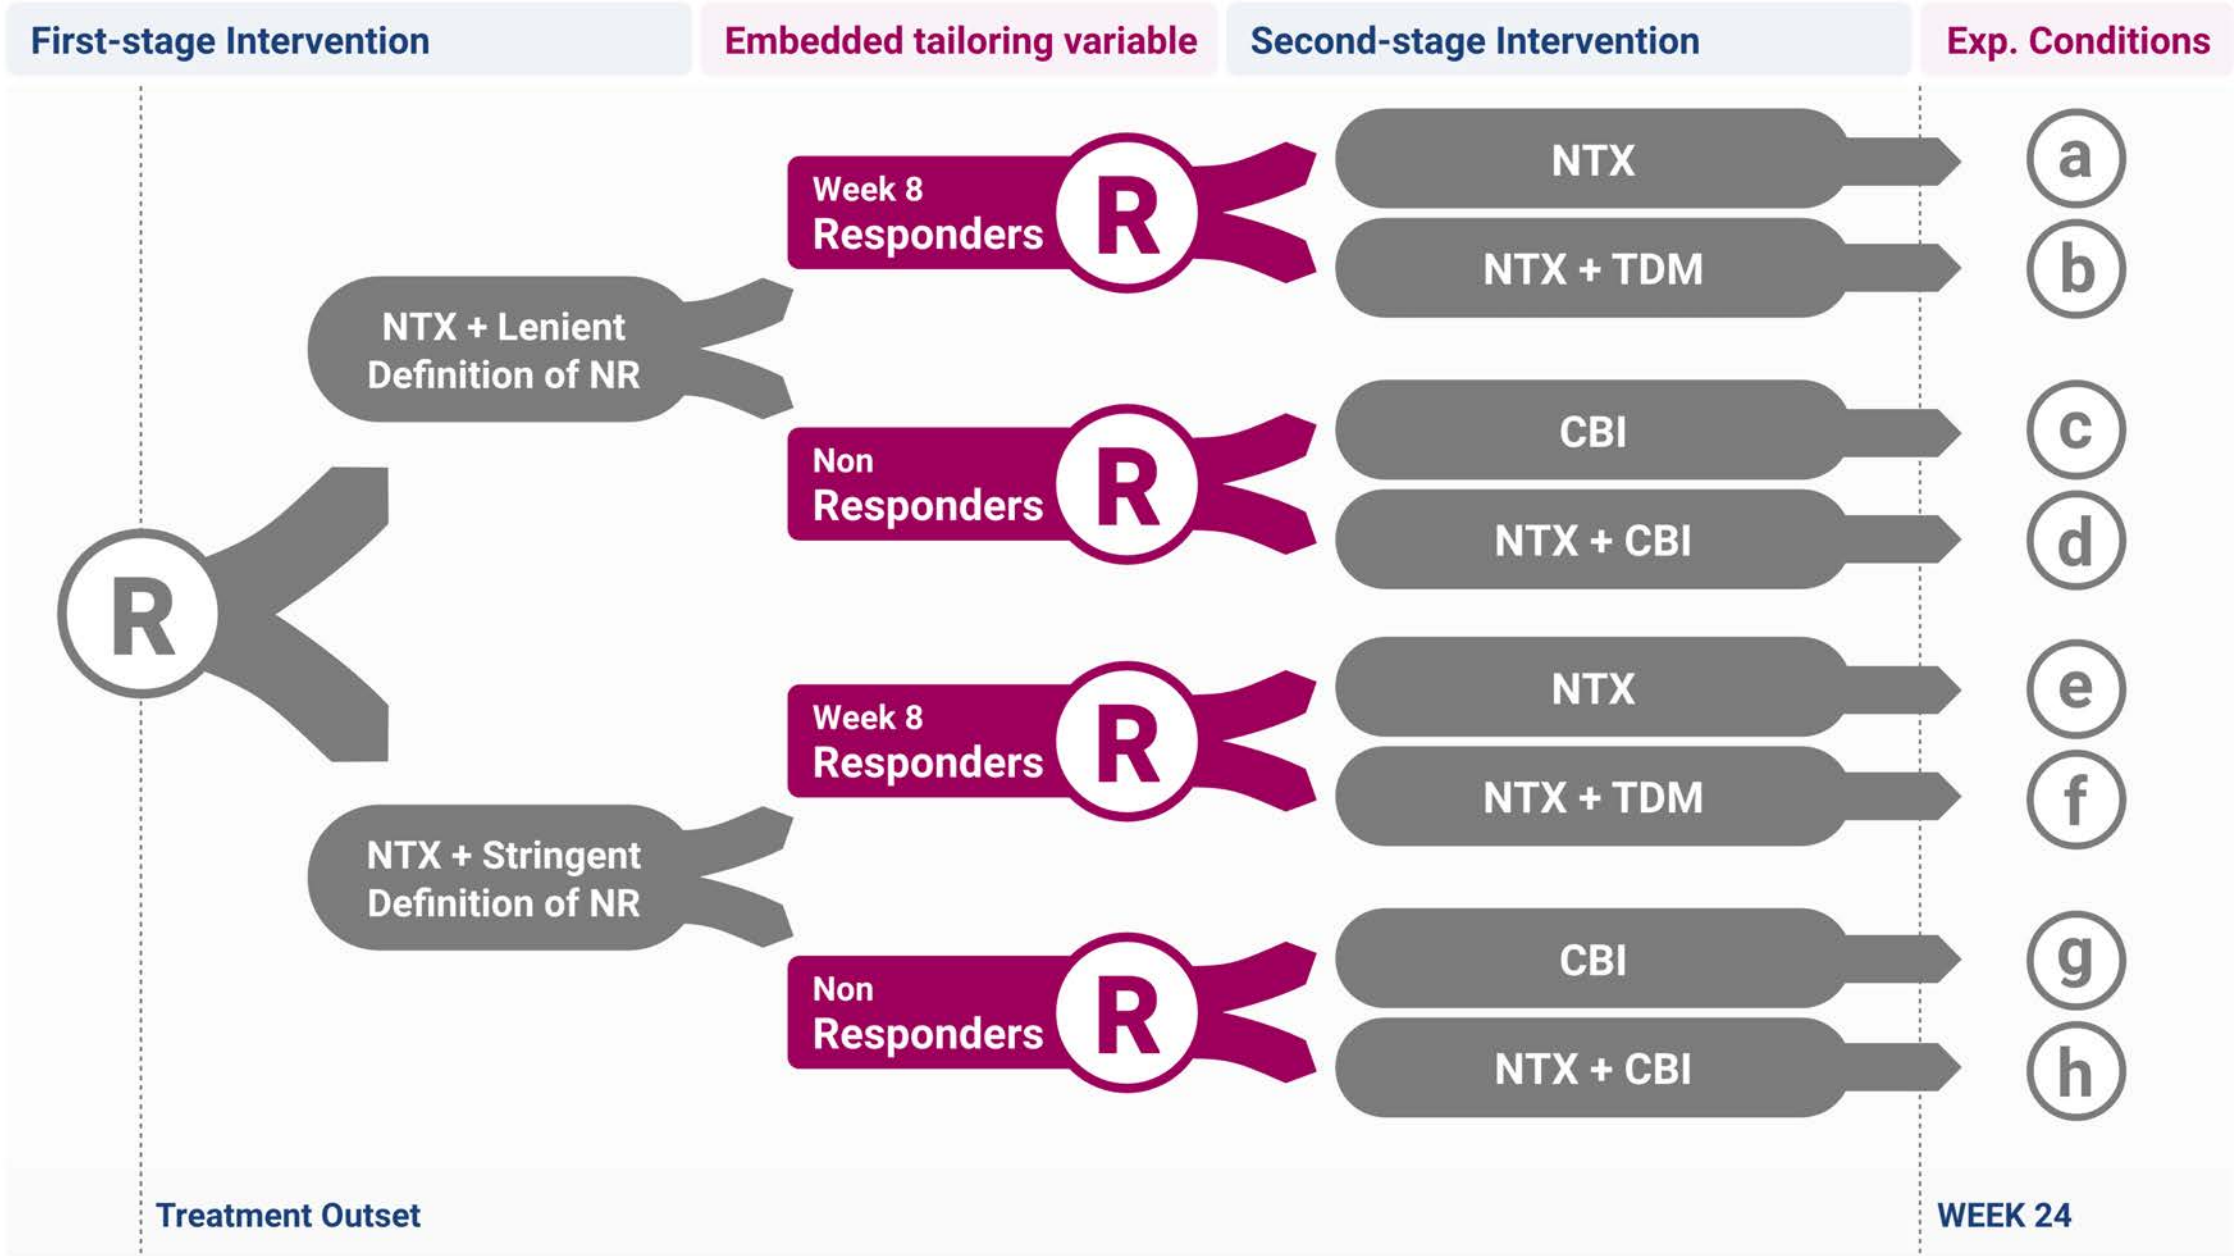 First-stage Intervention
Embedded tailoring variable
Second-stage Intervention
Exp. Conditions
R
NTX + Lenient
Definition of NR
Week 8
Responders
R
NTX
a
NTX + TDM
b
Non
Responders
R
CBI
c
NTX + CBI
d
NTX + Stringent
Definition of NR
Week 8
Responders
R
NTX
e
NTX + TDM
f
Non
Responders
R
CBI
g
NTX + CBI
h
Treatment Outset
WEEK 24